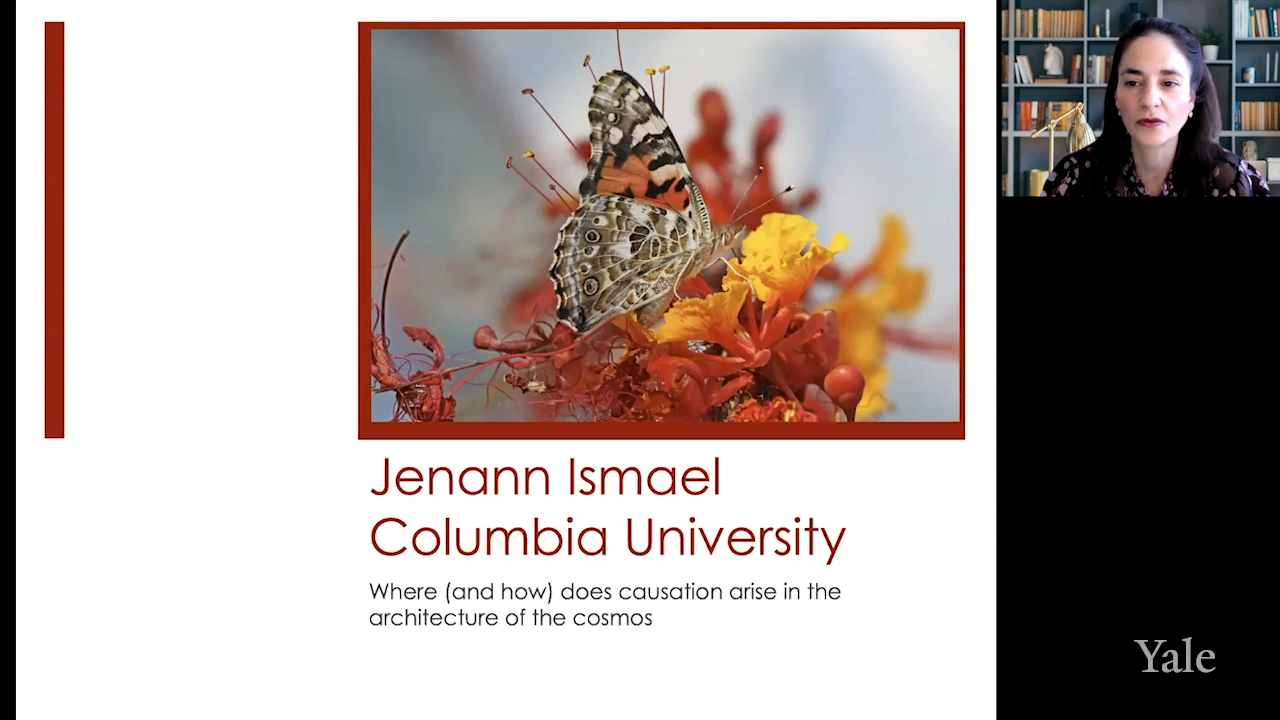 Jenann Ismael
Columbia University
Where (and how) does causation arise in the
architecture of the cosmos
Yale